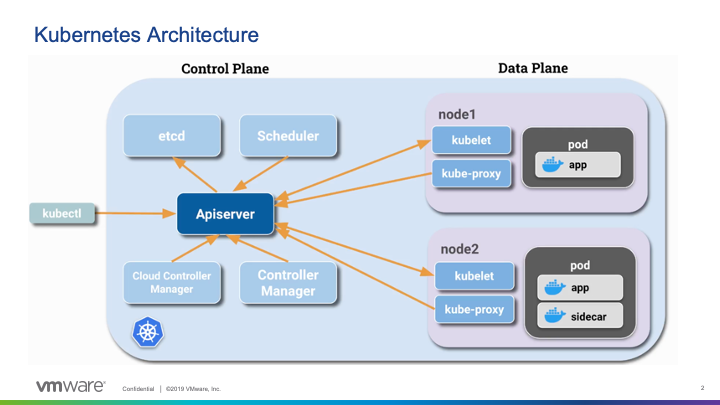 Kubernetes Architecture
Control Plane
Data Plane
etcd
Scheduler
kubectl
Apiserver
Cloud Controller
Manager
Controller
Manager
node1
kubelet
kube-proxy
pod
app
node2
kubelet
kube-proxy
pod
app
sidecar
vmware®
Confidential | ©2019 VMware, Inc.
2